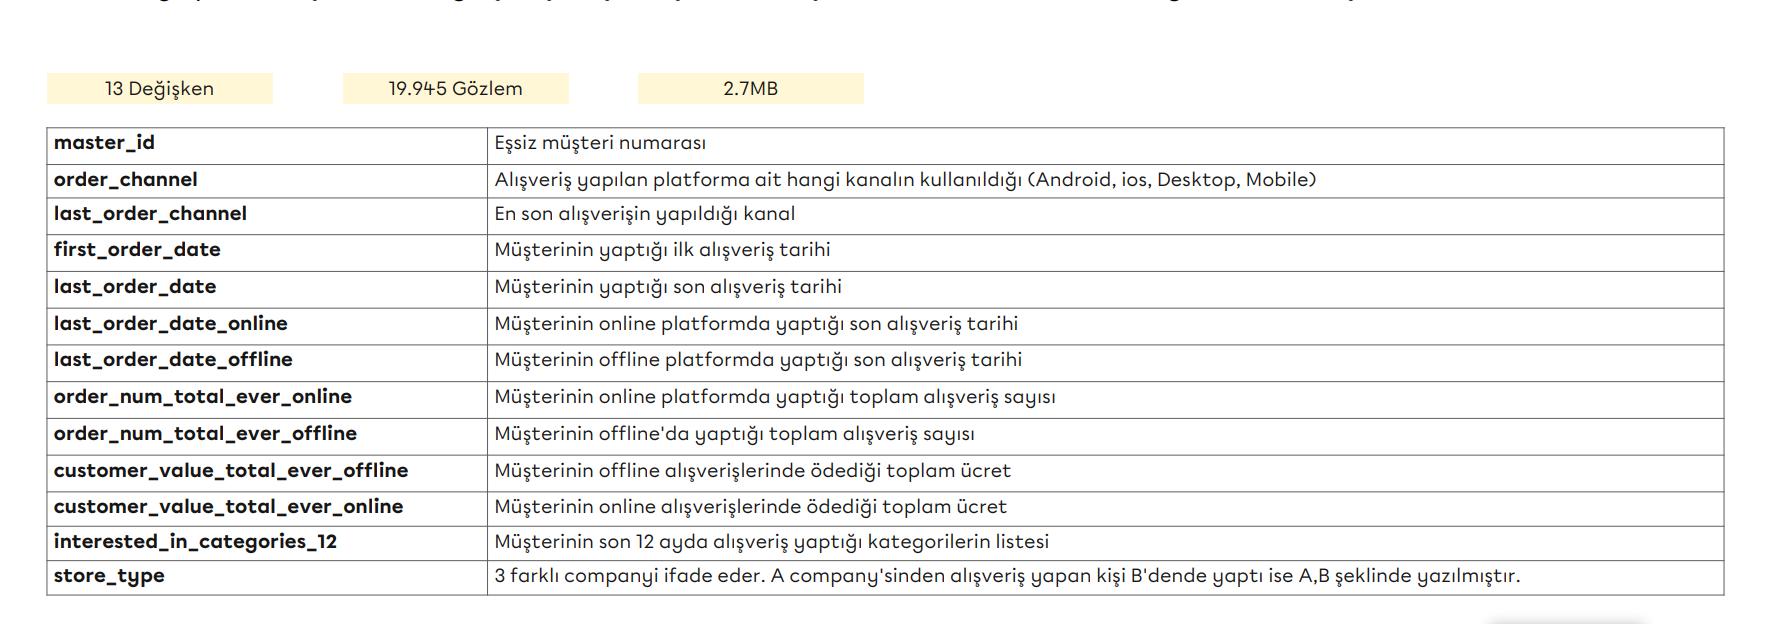 13 Değişken 19.945 Gözlem 2.7MB
master_id Eşsiz müşteri numarası
order_channel Alışveriş yapılan platforma ait hangi kanalın kullanıldığı (Android, ios, Desktop, Mobile)
last_order_channel En son alışverişin yapıldığı kanal
first_order_date Müşterinin yaptığı ilk alışveriş tarihi
last_order_date Müşterinin yaptığı son alışveriş tarihi
last_order_date_online Müşterinin online platformda yaptığı son alışveriş tarihi
last_order_date_offline Müşterinin offline platformda yaptığı son alışveriş tarihi
order_num_total_ever_online Müşterinin online platformda yaptığı toplam alışveriş sayısı
order_num_total_ever_offline Müşterinin offline'da yaptığı toplam alışveriş sayısı
customer_value_total_ever_offline Müşterinin offline alışverişlerinde ödediği toplam ücret
customer_value_total_ever_online Müşterinin online alışverişlerinde ödediği toplam ücret
interested_in_categories_12 Müşterinin son 12 ayda alışveriş yaptığı kategorilerin listesi
store_type 3 farklı companyi ifade eder. A company'sinden alışveriş yapan kişi B'dende yaptı ise A,B şeklinde yazılmıştır.